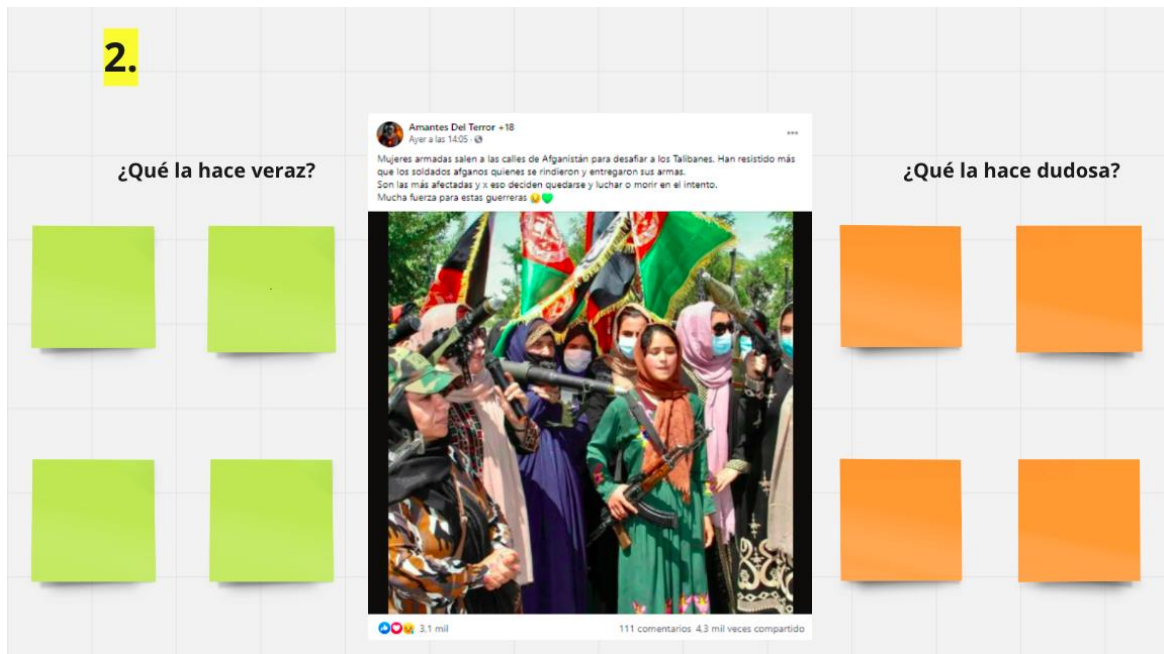 2.
¿Qué la hace veraz?
Amantes Del Terror +18
Ayer a las 14:05 ·
Mujeres armadas salen a las calles de Afganistán para desafiar a los Talibanes. Han resistido más
que los soldados afganos quienes se rindieron y entregaron sus armas.
Son las más afectadas y x eso deciden quedarse y luchar o morir en el intento.
Mucha fuerza para estas guerreras 😥💚
3,1 mil
111 comentarios 4,3 mil veces compartido
¿Qué la hace dudosa?